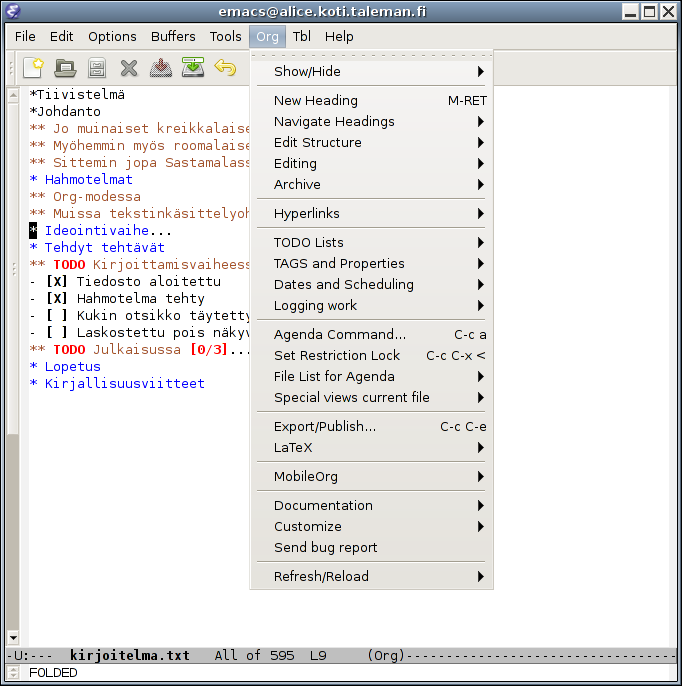 emacs@alice.koti.taleman.fi
File Edit Options Buffers Tools Org Tbl Help
*Tiivistelmä
*Johdanto
** Jo muinaiset kreikkalaise
** Myöhemmin myös roomalaise
** Sittemin jopa Sastamalass
* Hahmotelmat
** Org-modessa
** Muissa tekstinkäsittelyoh
* Ideointivaihe...
* Tehdyt tehtävät
** TODO Kirjoittamisvaiheess
- [X] Tiedosto aloitettu
- [X] Hahmotelma tehty
- [ ] Kukin otsikko täytetty
- [ ] Laskostettu pois näkyv
** TODO Julkaisussa [0/3]...
* Lopetus
* Kirjallisuusviitteet
Show/Hide
New Heading M-RET
Navigate Headings
Edit Structure
Editing
Archive
Hyperlinks
TODO Lists
TAGS and Properties
Dates and Scheduling
Logging work
Agenda Command... C-c a
Set Restriction Lock C-c C-x <
File List for Agenda
Special views current file
Export/Publish... C-c C-e
LaTeX
MobileOrg
Documentation
Customize
Send bug report
Refresh/Reload
-U:--- kirjoitelma.txt All of 595 L9 (Org)----------------------------------
FOLDED